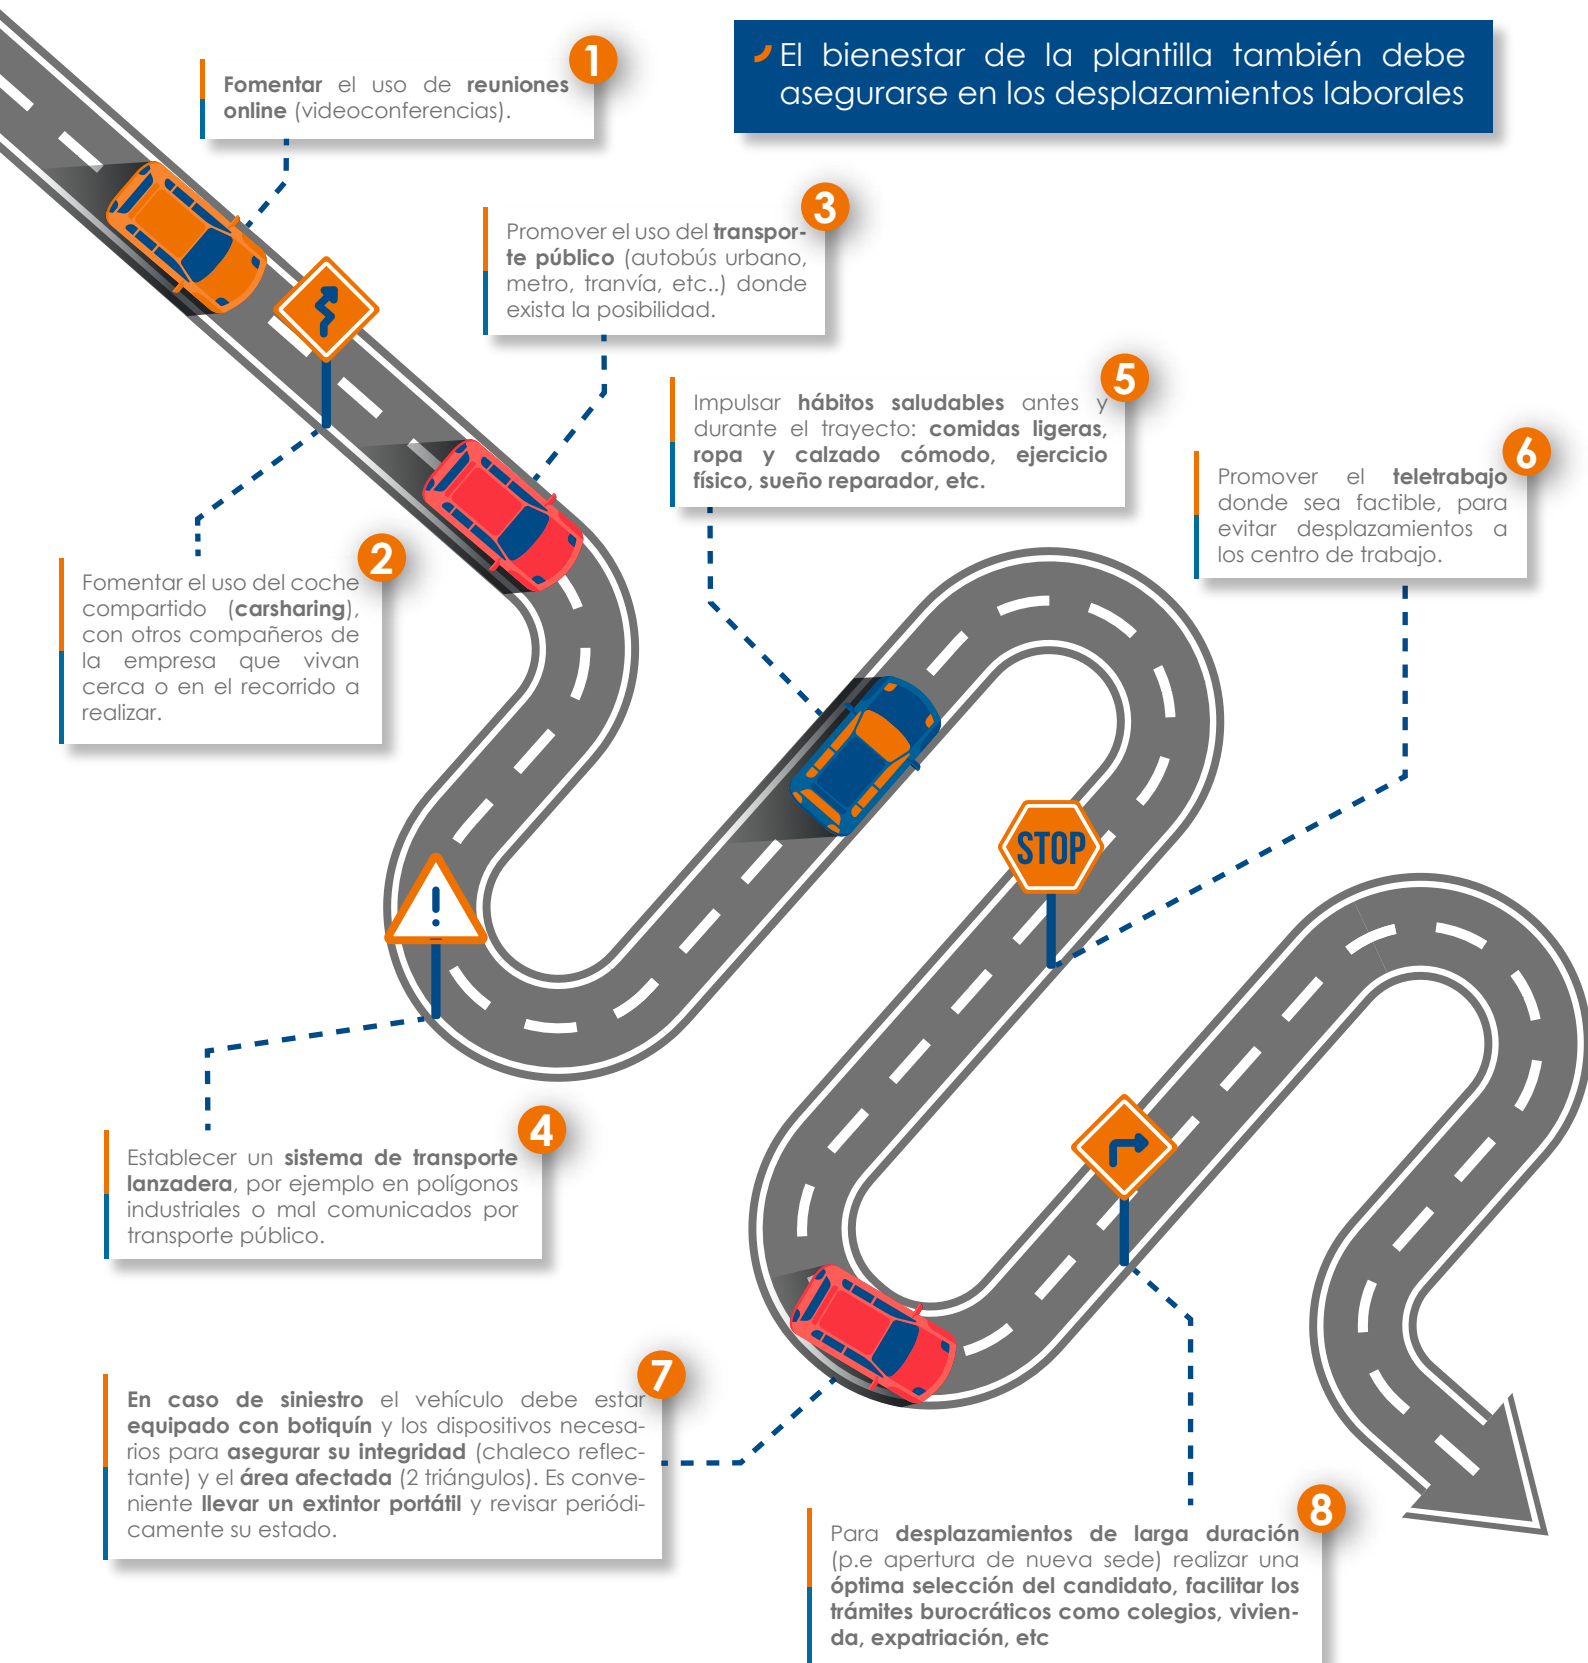 El bienestar de la plantilla también debe
asegurarse en los desplazamientos laborales
1
Fomentar el uso de reuniones
online (videoconferencias).
3
Promover el uso del transpor-
te público (autobús urbano,
metro, tranvía, etc..) donde
exista la posibilidad.
5
Impulsar hábitos saludables antes y
durante el trayecto: comidas ligeras,
ropa y calzado cómodo, ejercicio
físico, sueño reparador, etc.
6
Promover el teletrabajo
donde sea factible, para
evitar desplazamientos a
los centro de trabajo.
2
Fomentar el uso del coche
compartido (carsharing),
con otros compañeros de
la empresa que vivan
cerca o en el recorrido a
realizar.
STOP
!
4
Establecer un sistema de transporte
lanzadera, por ejemplo en polígonos
industriales o mal comunicados por
transporte público.
7
En caso de siniestro el vehículo debe estar
equipado con botiquín y los dispositivos necesa-
rios para asegurar su integridad (chaleco reflec-
tante) y el área afectada (2 triángulos). Es conve-
niente llevar un extintor portátil y revisar periódi-
camente su estado.
8
Para desplazamientos de larga duración
(p.e apertura de nueva sede) realizar una
óptima selección del candidato, facilitar los
trámites burocráticos como colegios, vivien-
da, expatriación, etc